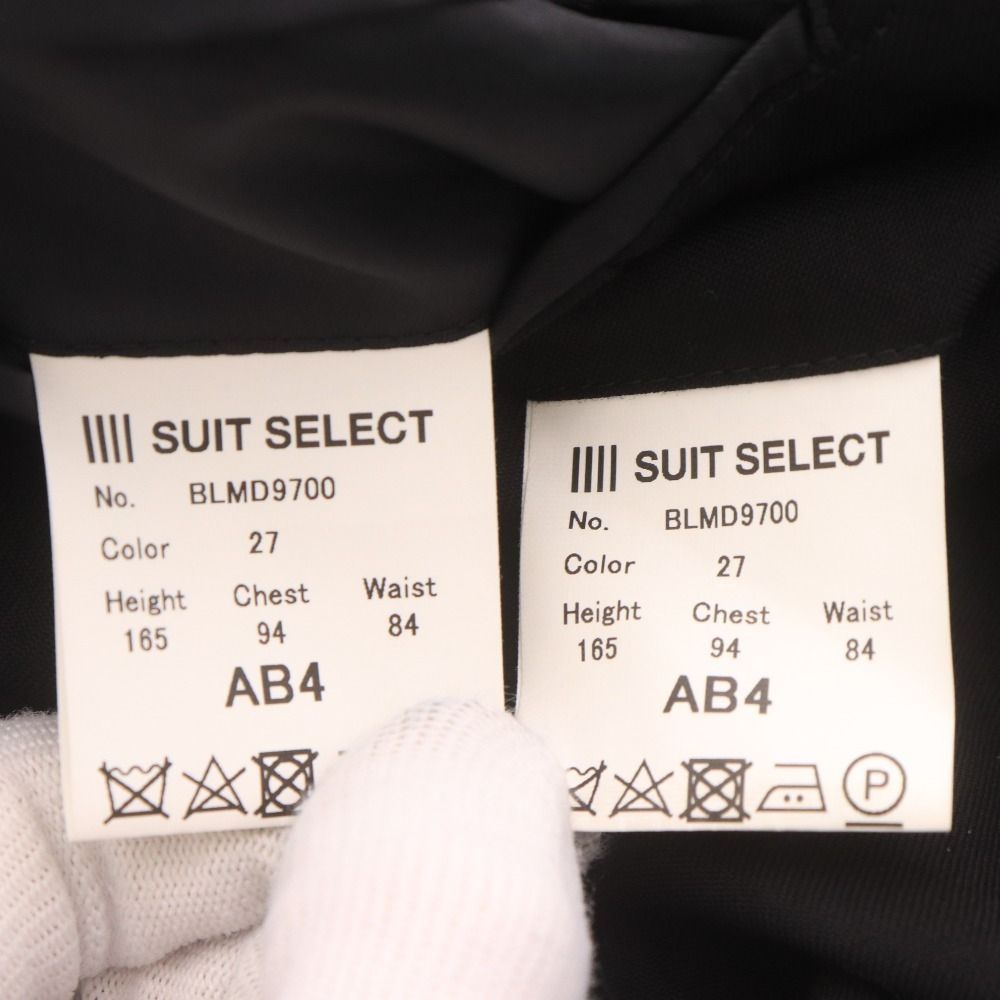 SUIT SELECT
No. BLMD9700
Color 27
Height Chest Waist
165 94 84
AB4
SUIT SELECT
No. BLMD9700
Color 27
Height Chest Waist
165 94 84
AB4
P